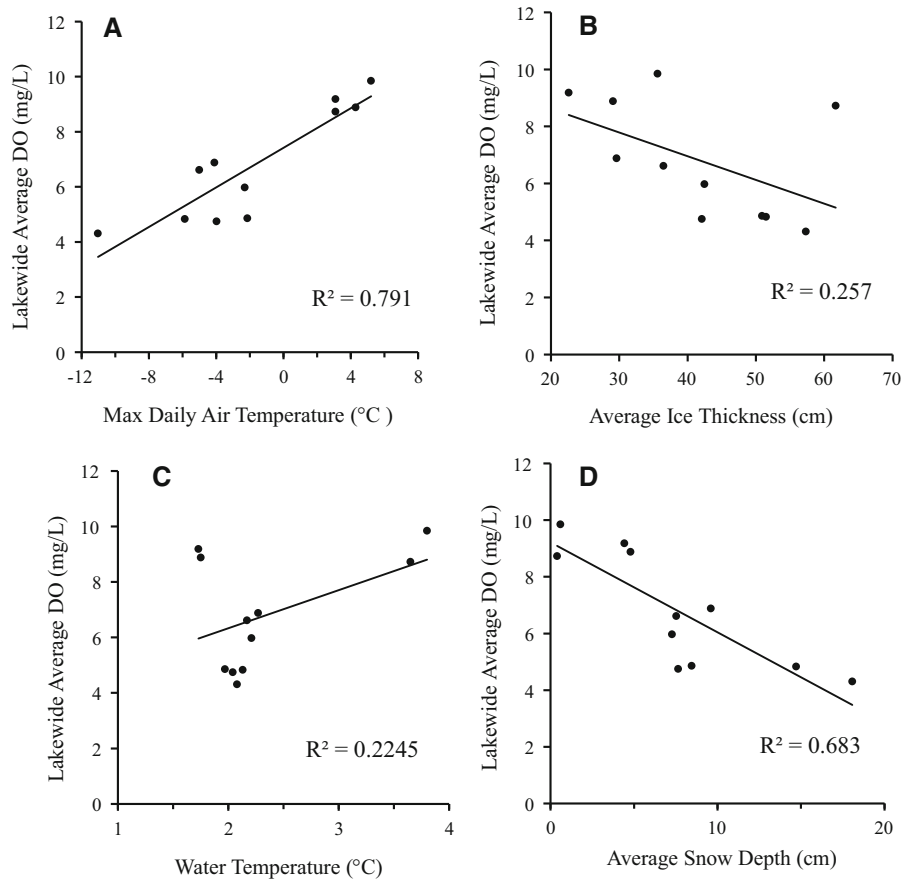 A
Lakewide Average DO (mg/L)
12
10
8
6
4
2
0
-12 -8 -4 0 4 8
R² = 0.791
Max Daily Air Temperature (°C )
B
Lakewide Average DO (mg/L)
12
10
8
6
4
2
0
20 30 40 50 60 70
R² = 0.257
Average Ice Thickness (cm)
C
Lakewide Average DO (mg/L)
12
10
8
6
4
2
0
1 2 3 4
R² = 0.2245
Water Temperature (°C)
D
Lakewide Average DO (mg/L)
12
10
8
6
4
2
0
0 10 20
R² = 0.683
Average Snow Depth (cm)